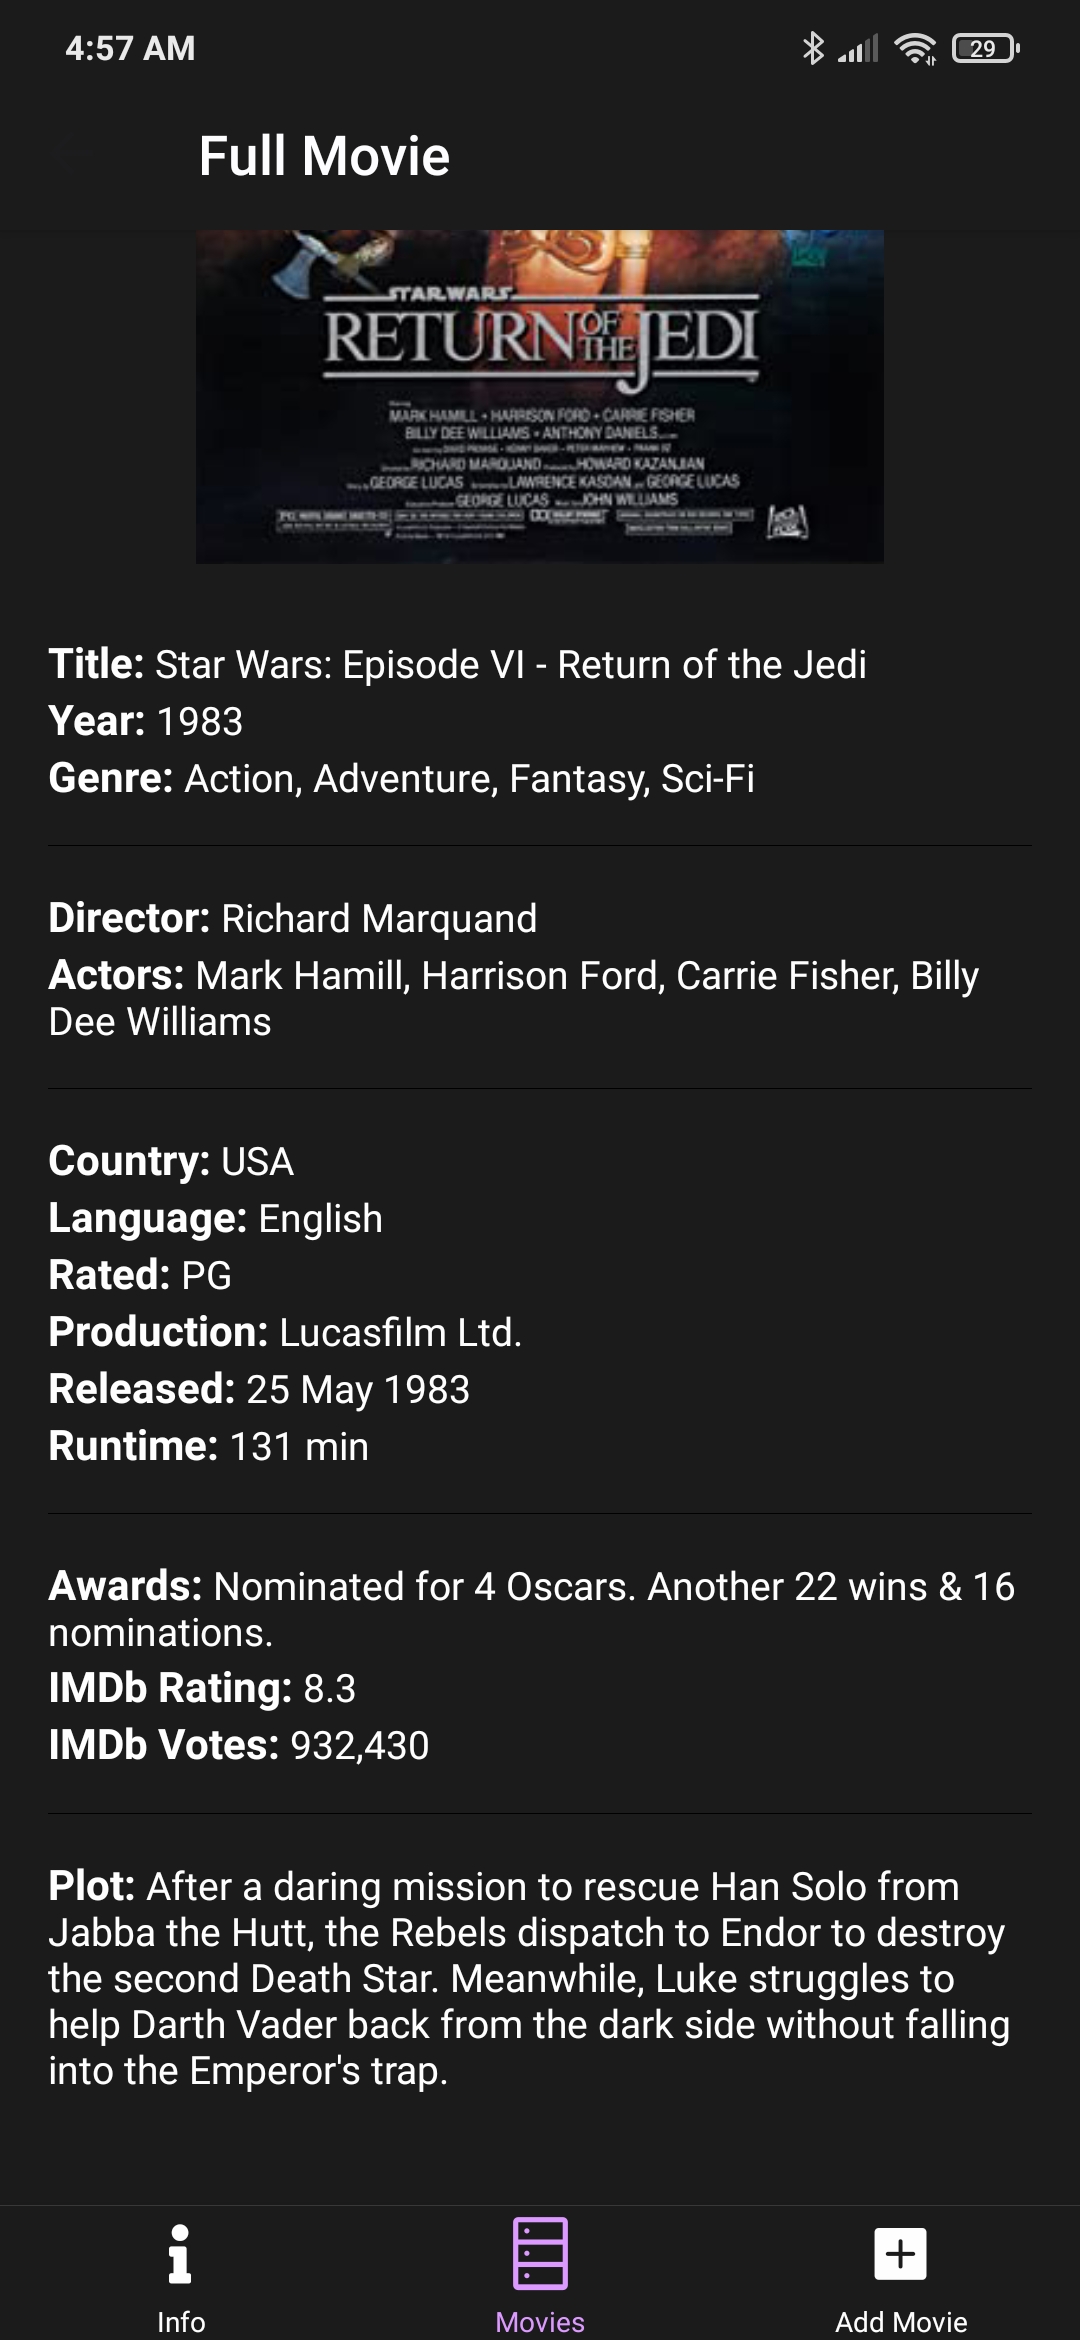 4:57 AM
29
Full Movie
STAR WARS
RETURN OF THE JEDI
MARK HAMILL • HARRISON FORD • CARRIE FISHER
BILLY DEE WILLIAMS • ANTHONY DANIELS
RICHARD MARQUAND HOWARD KAZANJIAN
GEORGE LUCAS LAWRENCE KASDAN GEORGE LUCAS
GEORGE LUCAS JOHN WILLIAMS
Title: Star Wars: Episode VI - Return of the Jedi
Year: 1983
Genre: Action, Adventure, Fantasy, Sci-Fi
Director: Richard Marquand
Actors: Mark Hamill, Harrison Ford, Carrie Fisher, Billy
Dee Williams
Country: USA
Language: English
Rated: PG
Production: Lucasfilm Ltd.
Released: 25 May 1983
Runtime: 131 min
Awards: Nominated for 4 Oscars. Another 22 wins & 16
nominations.
IMDb Rating: 8.3
IMDb Votes: 932,430
Plot: After a daring mission to rescue Han Solo from
Jabba the Hutt, the Rebels dispatch to Endor to destroy
the second Death Star. Meanwhile, Luke struggles to
help Darth Vader back from the dark side without falling
into the Emperor's trap.
Info
Movies
Add Movie